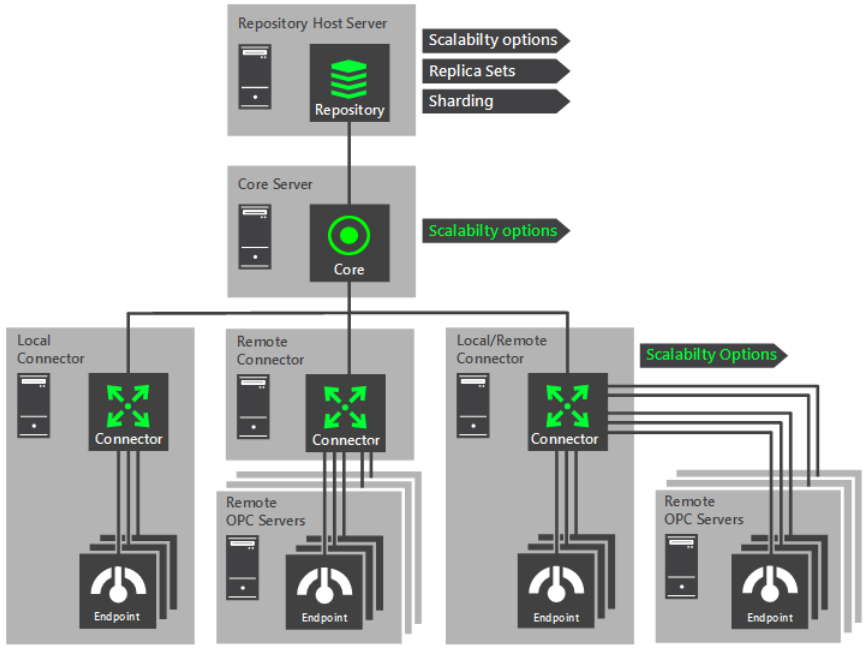 Repository Host Server
Repository
Scalabilty options
Replica Sets
Sharding
Core Server
Core
Scalabilty options
Local
Connector
Connector
Endpoint
Remote
Connector
Connector
Remote
OPC Servers
Endpoint
Local/Remote
Connector
Connector
Endpoint
Scalabilty Options
Remote
OPC Servers
Endpoint